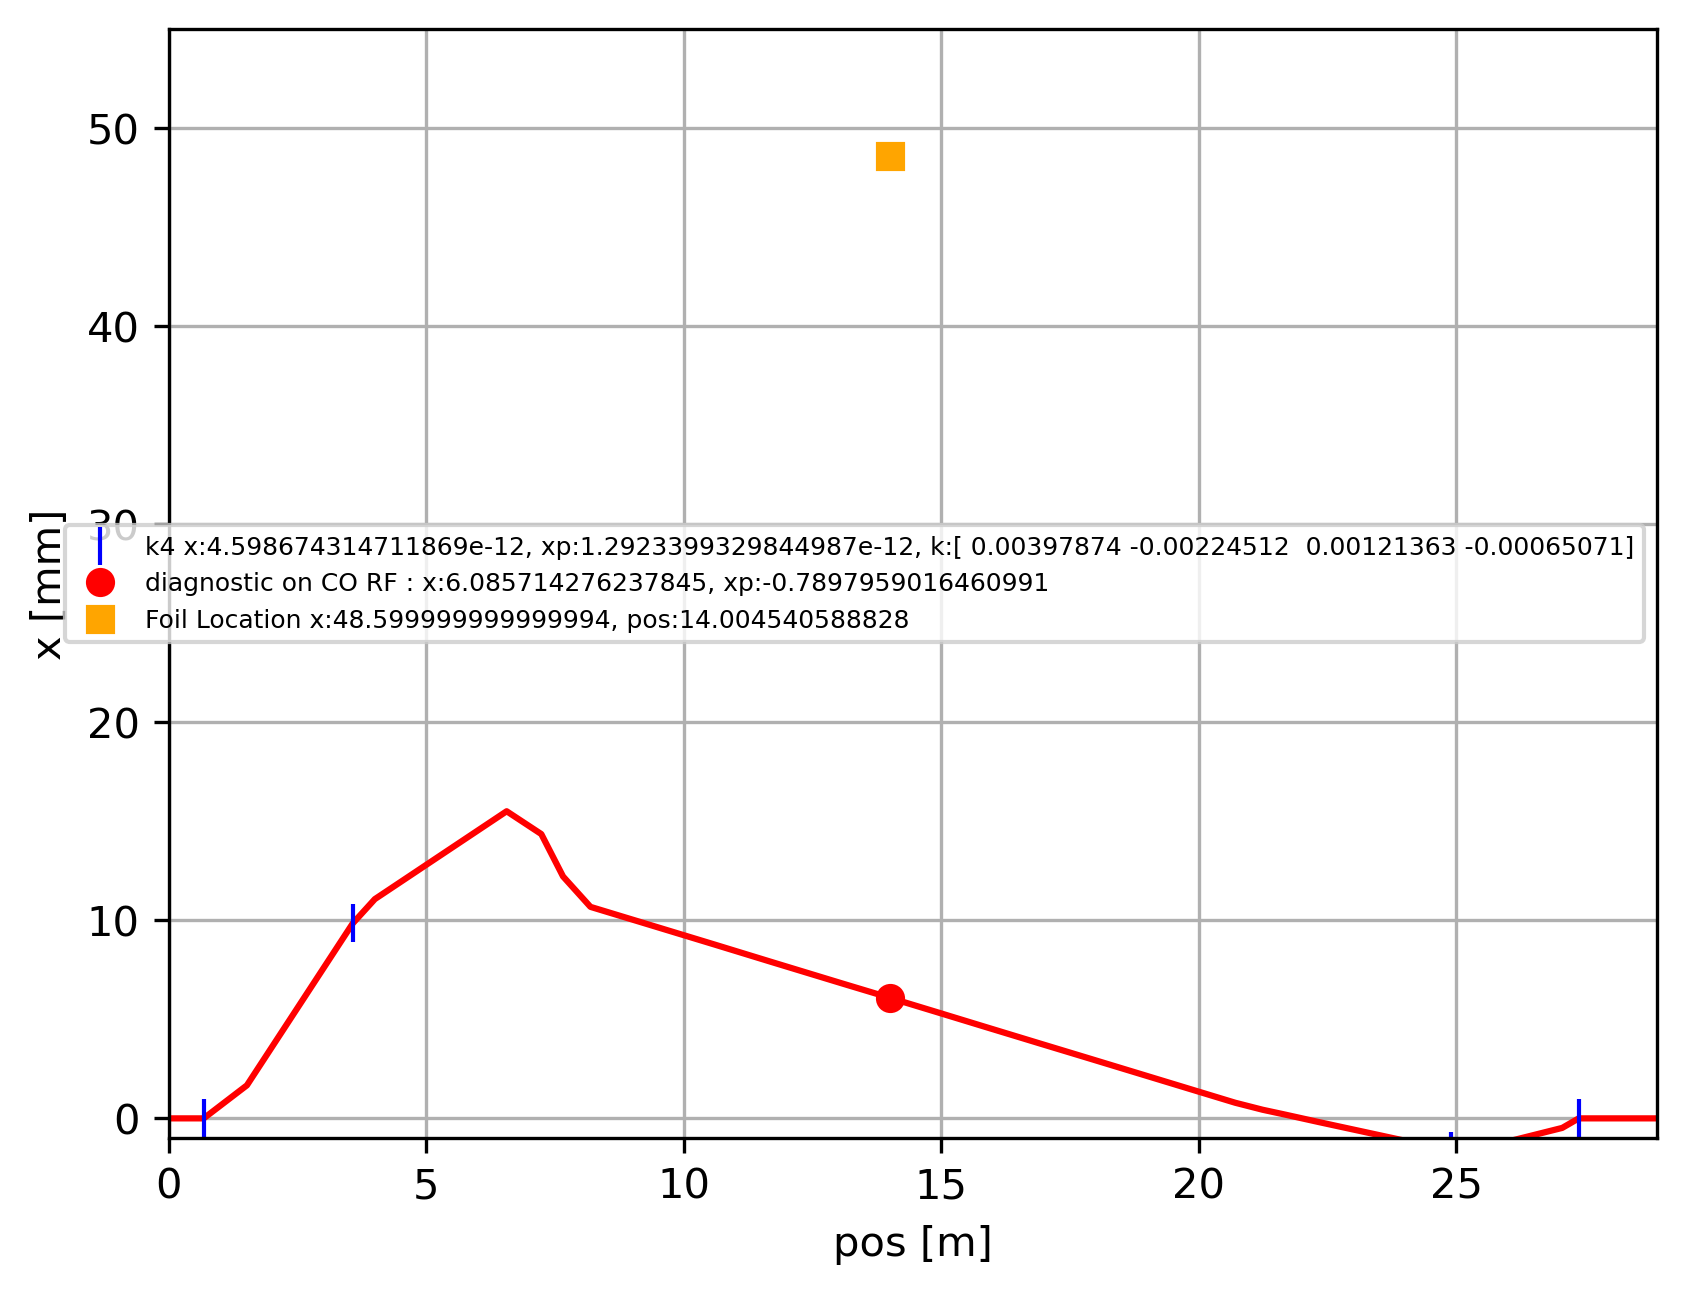 50
40
30
x [mm]
k4 x:4.598674314711869e-12, xp:1.2923399329844987e-12, k:[ 0.00397874 -0.00224512  0.00121363 -0.00065071]
diagnostic on CO RF : x:6.085714276237845, xp:-0.7897959016460991
Foil Location x:48.599999999999994, pos:14.004540588828
20
10
0
0 5 10 15 20 25
pos [m]